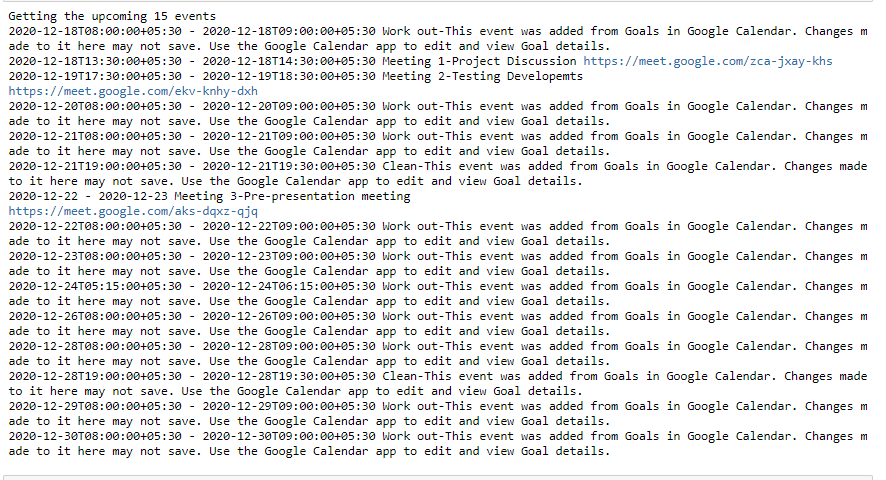 Getting the upcoming 15 events
2020-12-18T08:00:00+05:30 - 2020-12-18T09:00:00+05:30 Work out-This event was added from Goals in Google Calendar. Changes m
ade to it here may not save. Use the Google Calendar app to edit and view Goal details.
2020-12-18T13:30:00+05:30 - 2020-12-18T14:30:00+05:30 Meeting 1-Project Discussion https://meet.google.com/zca-jxay-khs
2020-12-19T17:30:00+05:30 - 2020-12-19T18:30:00+05:30 Meeting 2-Testing Developemts
https://meet.google.com/ekv-knhy-dxh
2020-12-20T08:00:00+05:30 - 2020-12-20T09:00:00+05:30 Work out-This event was added from Goals in Google Calendar. Changes m
ade to it here may not save. Use the Google Calendar app to edit and view Goal details.
2020-12-21T08:00:00+05:30 - 2020-12-21T09:00:00+05:30 Work out-This event was added from Goals in Google Calendar. Changes m
ade to it here may not save. Use the Google Calendar app to edit and view Goal details.
2020-12-21T19:00:00+05:30 - 2020-12-21T19:30:00+05:30 Clean-This event was added from Goals in Google Calendar. Changes made
to it here may not save. Use the Google Calendar app to edit and view Goal details.
2020-12-22 - 2020-12-23 Meeting 3-Pre-presentation meeting
https://meet.google.com/aks-dqxz-qjq
2020-12-22T08:00:00+05:30 - 2020-12-22T09:00:00+05:30 Work out-This event was added from Goals in Google Calendar. Changes m
ade to it here may not save. Use the Google Calendar app to edit and view Goal details.
2020-12-23T08:00:00+05:30 - 2020-12-23T09:00:00+05:30 Work out-This event was added from Goals in Google Calendar. Changes m
ade to it here may not save. Use the Google Calendar app to edit and view Goal details.
2020-12-24T05:15:00+05:30 - 2020-12-24T06:15:00+05:30 Work out-This event was added from Goals in Google Calendar. Changes m
ade to it here may not save. Use the Google Calendar app to edit and view Goal details.
2020-12-26T08:00:00+05:30 - 2020-12-26T09:00:00+05:30 Work out-This event was added from Goals in Google Calendar. Changes m
ade to it here may not save. Use the Google Calendar app to edit and view Goal details.
2020-12-28T08:00:00+05:30 - 2020-12-28T09:00:00+05:30 Work out-This event was added from Goals in Google Calendar. Changes m
ade to it here may not save. Use the Google Calendar app to edit and view Goal details.
2020-12-28T19:00:00+05:30 - 2020-12-28T19:30:00+05:30 Clean-This event was added from Goals in Google Calendar. Changes made
to it here may not save. Use the Google Calendar app to edit and view Goal details.
2020-12-29T08:00:00+05:30 - 2020-12-29T09:00:00+05:30 Work out-This event was added from Goals in Google Calendar. Changes m
ade to it here may not save. Use the Google Calendar app to edit and view Goal details.
2020-12-30T08:00:00+05:30 - 2020-12-30T09:00:00+05:30 Work out-This event was added from Goals in Google Calendar. Changes m
ade to it here may not save. Use the Google Calendar app to edit and view Goal details.